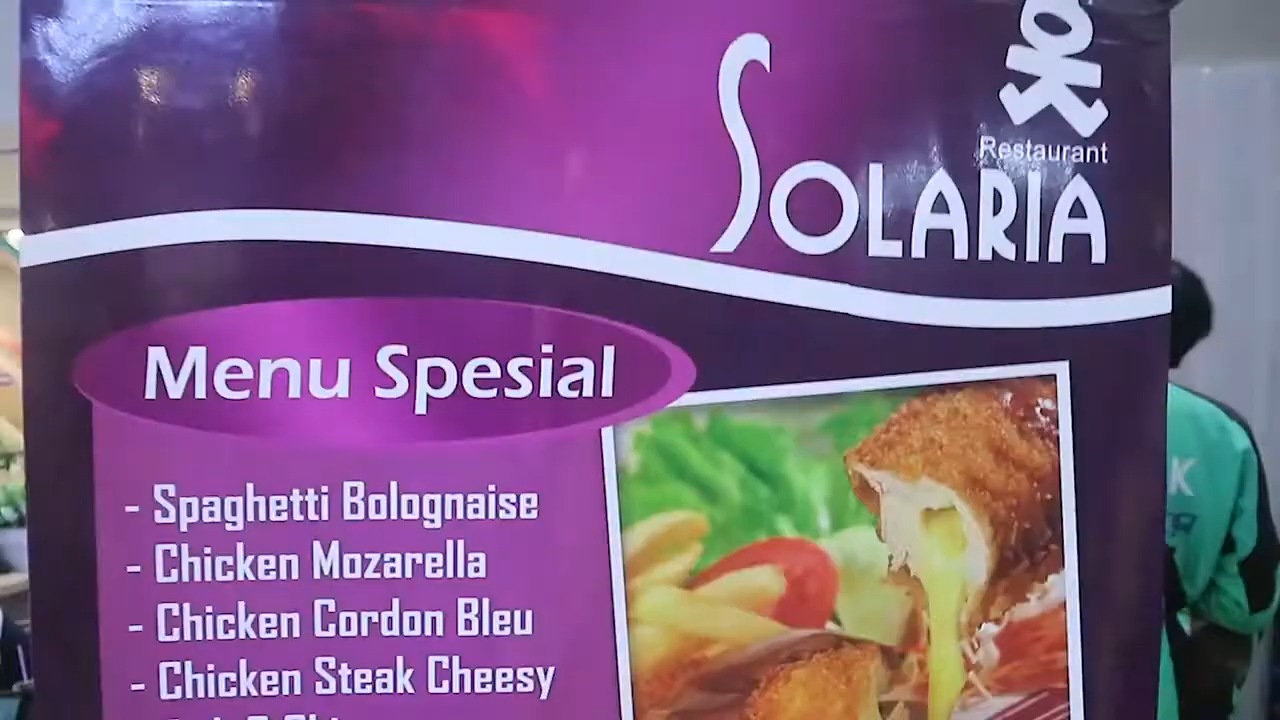 Restaurant
SOLARIA
Menu Spesial
- Spaghetti Bolognaise
- Chicken Mozarella
- Chicken Cordon Bleu
- Chicken Steak Cheesy
K